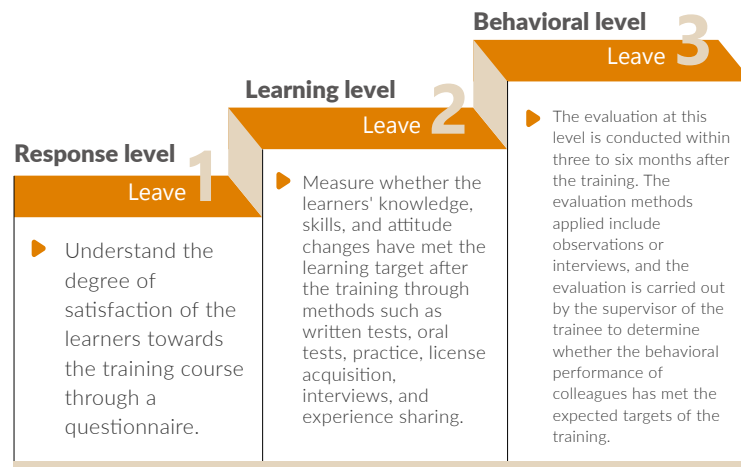 Response level
Leave 1
Understand the
degree of
satisfaction of the
learners towards
the training course
through a
questionnaire.
Learning level
Leave 2
Measure whether the
learners' knowledge,
skills, and attitude
changes have met the
learning target after
the training through
methods such as
written tests, oral
tests, practice, license
acquisition,
interviews, and
experience sharing.
Behavioral level
Leave 3
The evaluation at this
level is conducted within
three to six months after
the training. The
evaluation methods
applied include
observations or
interviews, and the
evaluation is carried out
by the supervisor of the
trainee to determine
whether the behavioral
performance of
colleagues has met the
expected targets of the
training.